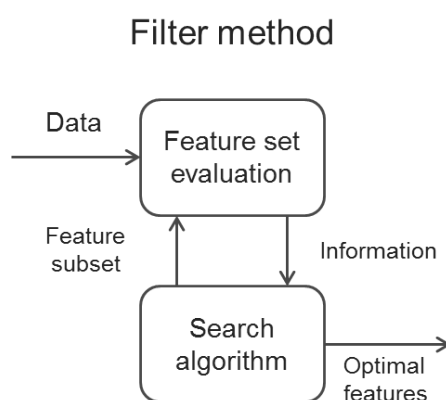 Filter method
Data
Feature set
evaluation
Feature
subset
Information
Search
algorithm
Optimal
features